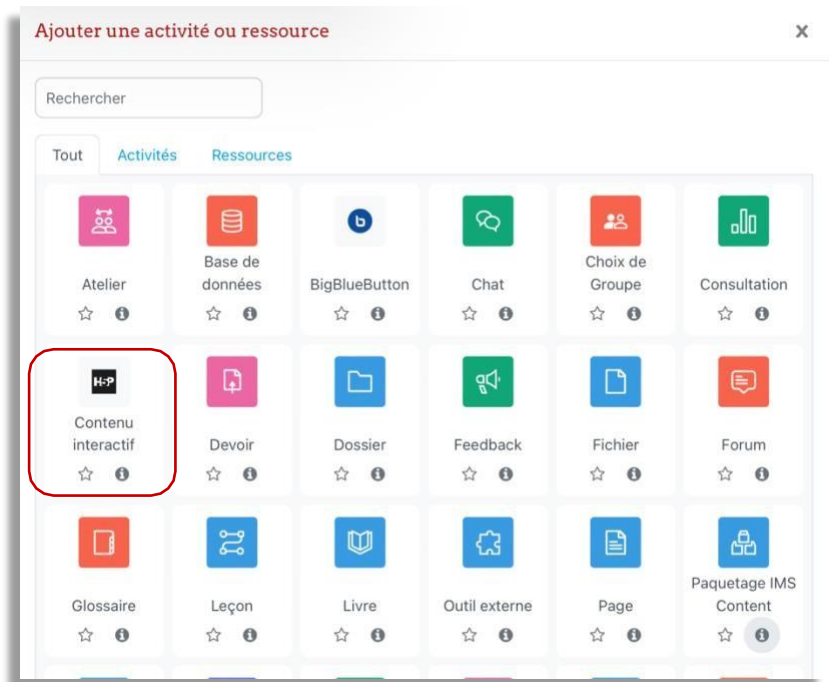 Ajouter une activité ou ressource
Rechercher
Tout Activités Ressources
Atelier
Base de
données
BigBlueButton
Chat
Choix de
Groupe
Consultation
H5P
Contenu
interactif
Devoir
Dossier
Feedback
Fichier
Forum
Glossaire
Leçon
Livre
Outil externe
Page
Paquetage IMS
Content